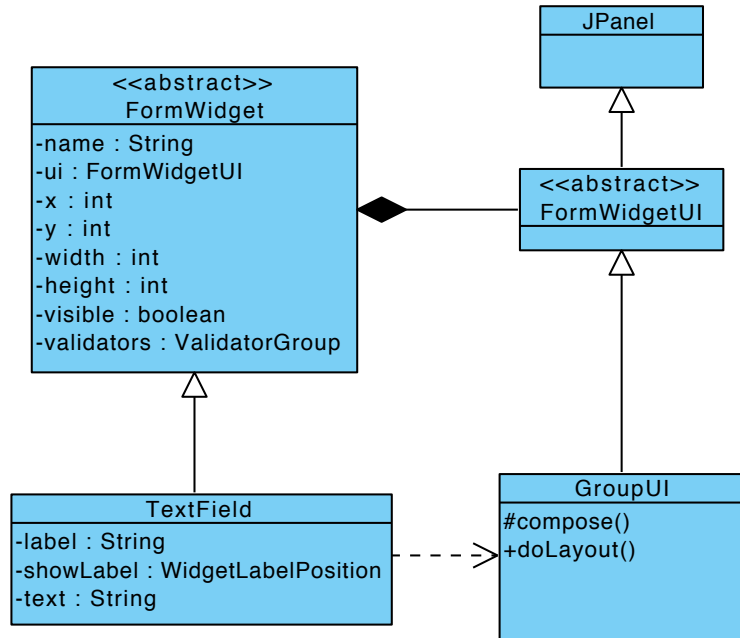 JPanel
<<abstract>>
FormWidget
-name : String
-ui : FormWidgetUI
-x : int
-y : int
-width : int
-height : int
-visible : boolean
-validators : ValidatorGroup
<<abstract>>
FormWidgetUI
TextField
-label : String
-showLabel : WidgetLabelPosition
-text : String
GroupUI
#compose()
+doLayout()